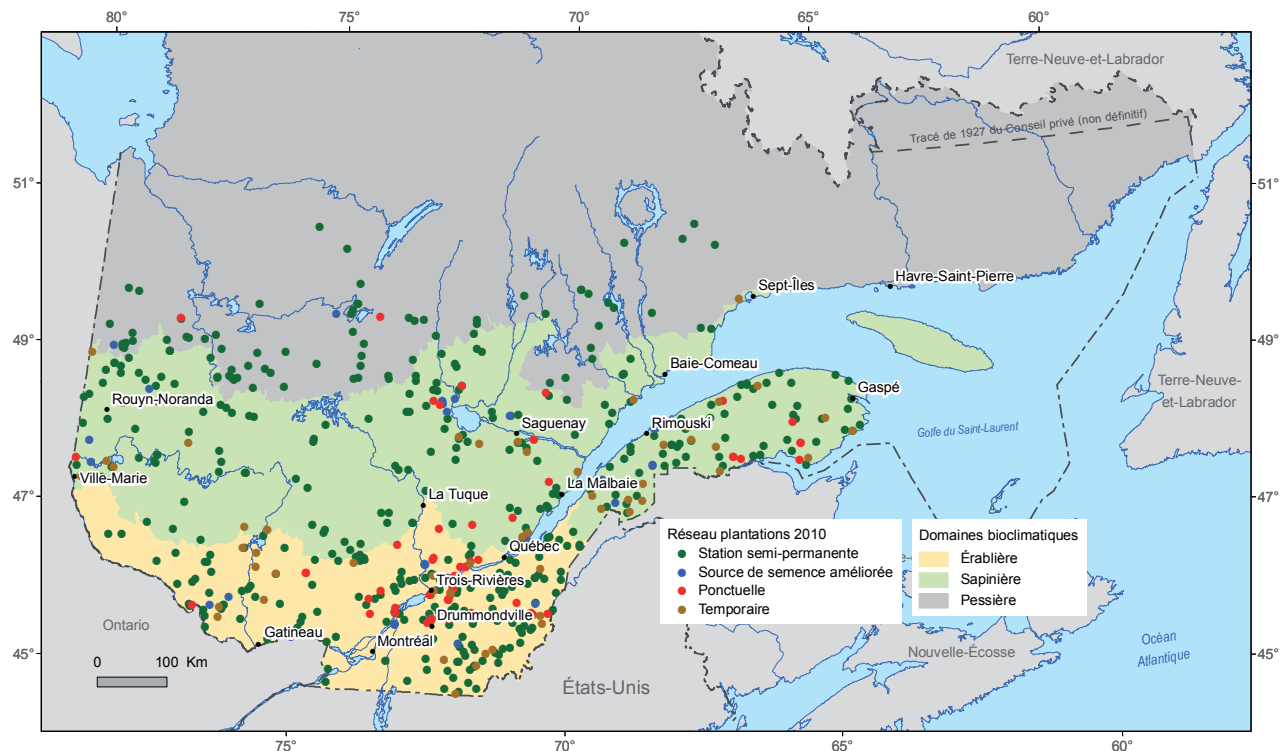 80° 75° 70° 65° 60°
Terre-Neuve-et-Labrador
Tracé de 1927 du Conseil privé (non définitif)
51° 51°
Sept-Îles
Havre-Saint-Pierre
49° 49°
Baie-Comeau
Terre-Neuve-
et-Labrador
Rouyn-Noranda
Gaspé
Saguenay
Rimouski
Golfe du Saint-Laurent
Ville-Marie
La Malbaie
47° 47°
La Tuque
Québec
Réseau plantations 2010
Station semi-permanente
Source de semence améliorée
Ponctuelle
Temporaire
Domaines bioclimatiques
Érablière
Sapinière
Pessière
Trois-Rivières
Drummondville
Ontario
Gatineau
Montréal
Nouvelle-Écosse
Océan
Atlantique
45° 45°
0 100 Km
États-Unis
75° 70° 65° 60°